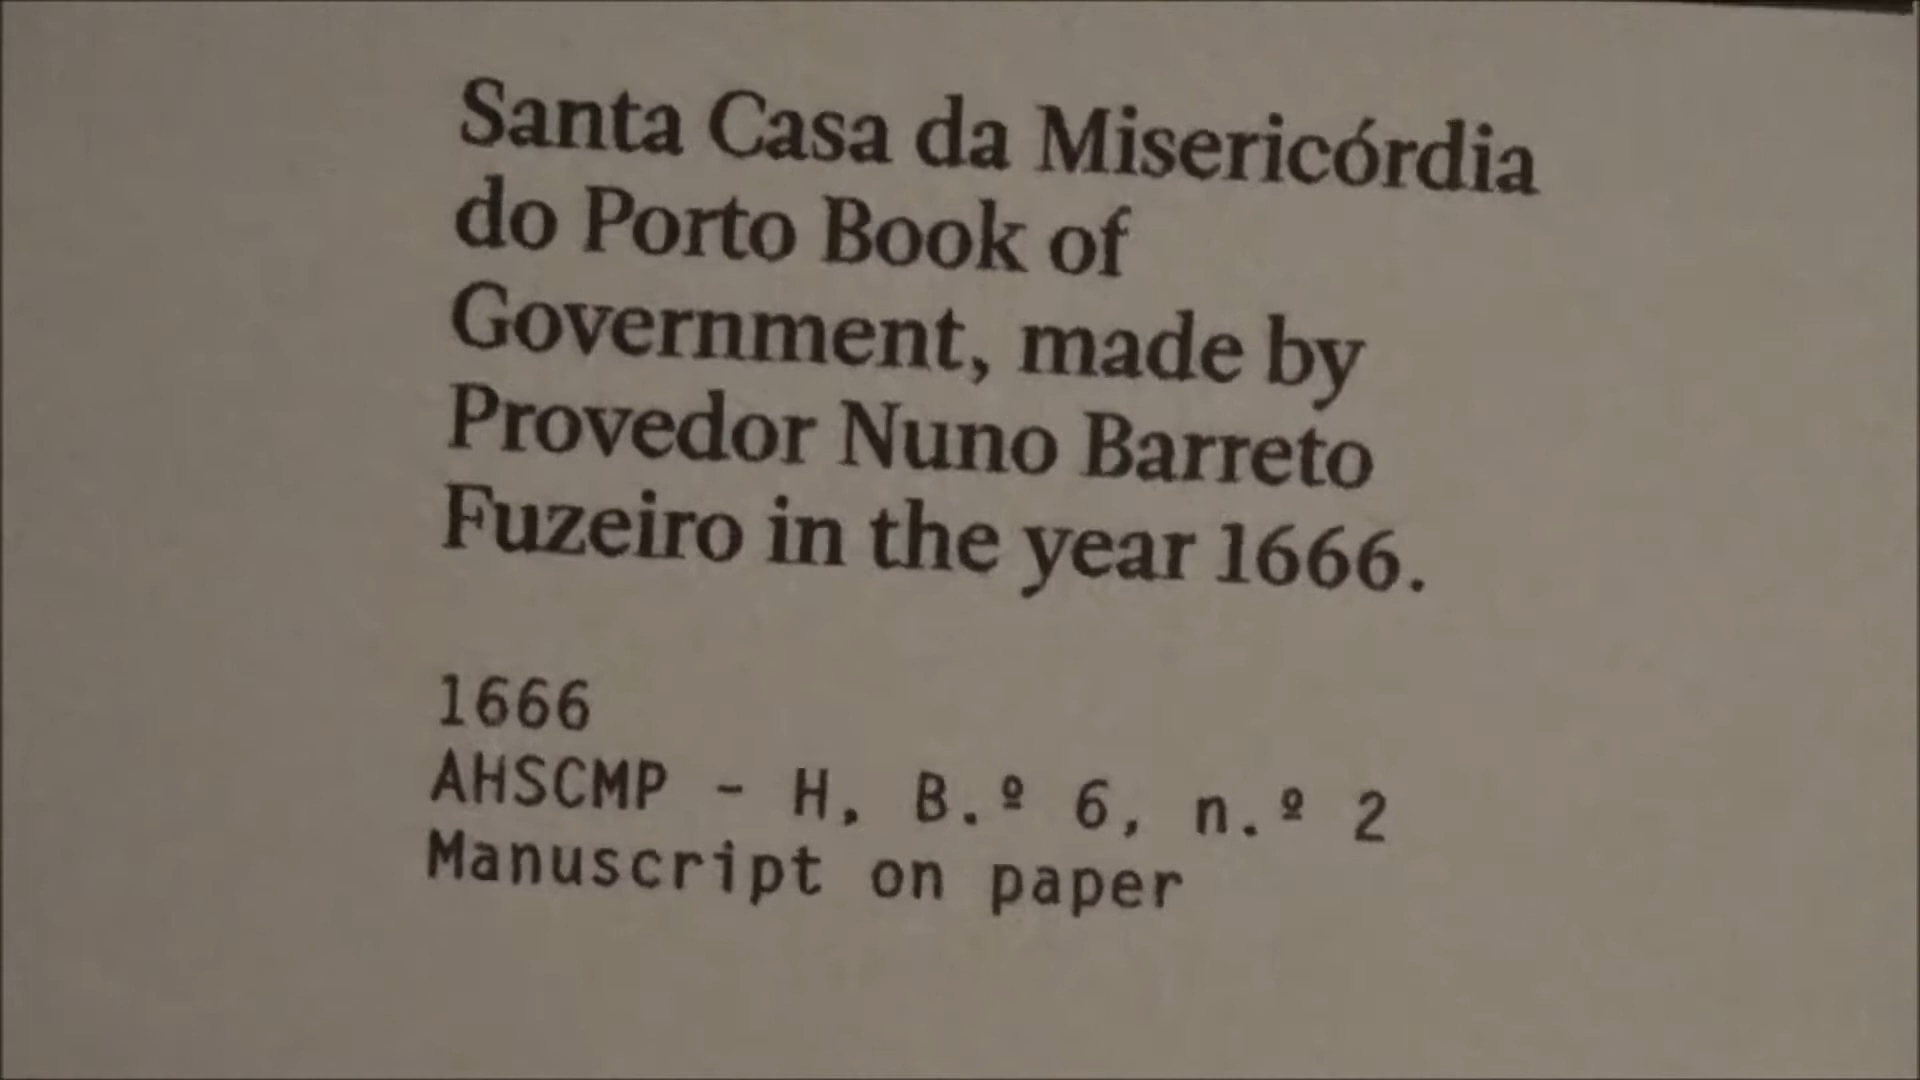 Santa Casa da Misericórdia
do Porto Book of
Government, made by
Provedor Nuno Barreto
Fuzeiro in the year 1666.
1666
AHSCMP - H, B.º 6, n.º 2
Manuscript on paper